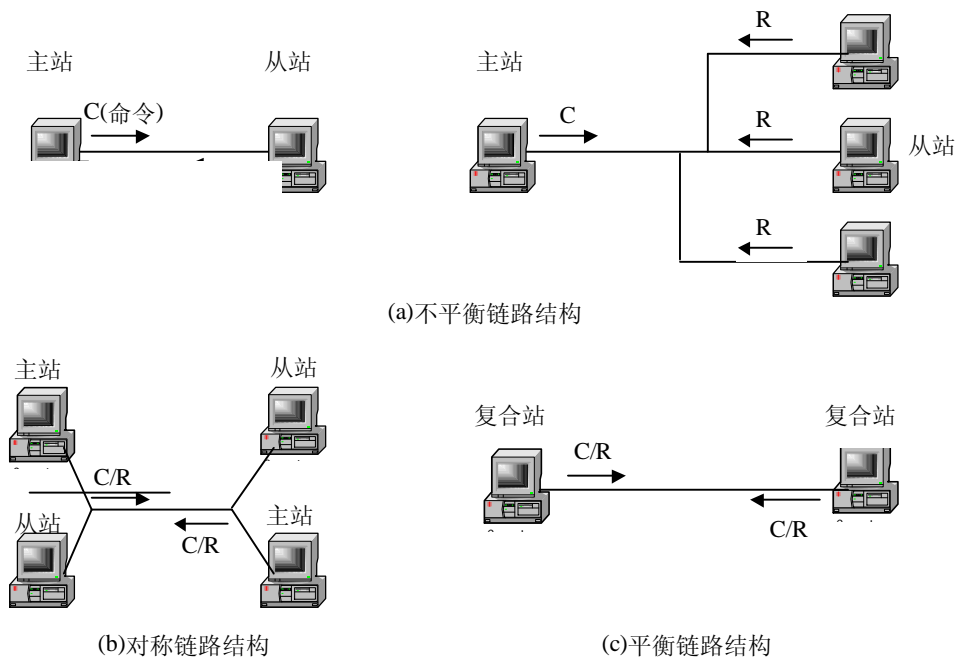 主站
从站
C(命令)
主站
C
R
R
从站
R
(a)不平衡链路结构
主站
从站
C/R
从站
主站
C/R
(b)对称链路结构
复合站
复合站
C/R
C/R
(c)平衡链路结构